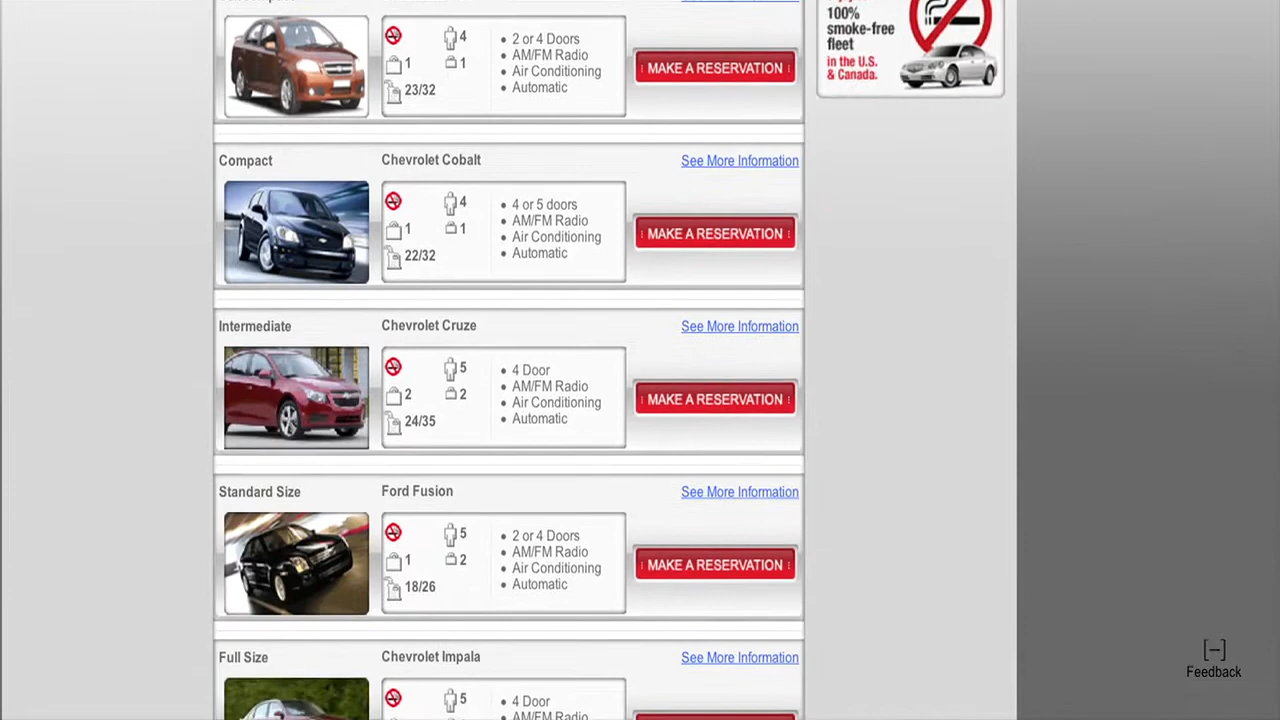 100%
smoke-free
fleet
in the U.S.
& Canada.
4
1
1
23/32
2 or 4 Doors
AM/FM Radio
Air Conditioning
Automatic
MAKE A RESERVATION
Compact
Chevrolet Cobalt
See More Information
4
1
1
22/32
4 or 5 doors
AM/FM Radio
Air Conditioning
Automatic
MAKE A RESERVATION
Intermediate
Chevrolet Cruze
See More Information
5
2
2
24/35
4 Door
AM/FM Radio
Air Conditioning
Automatic
MAKE A RESERVATION
Standard Size
Ford Fusion
See More Information
5
1
2
18/26
2 or 4 Doors
AM/FM Radio
Air Conditioning
Automatic
MAKE A RESERVATION
Full Size
Chevrolet Impala
See More Information
5
4 Door
AM/FM Radio
[–]
Feedback